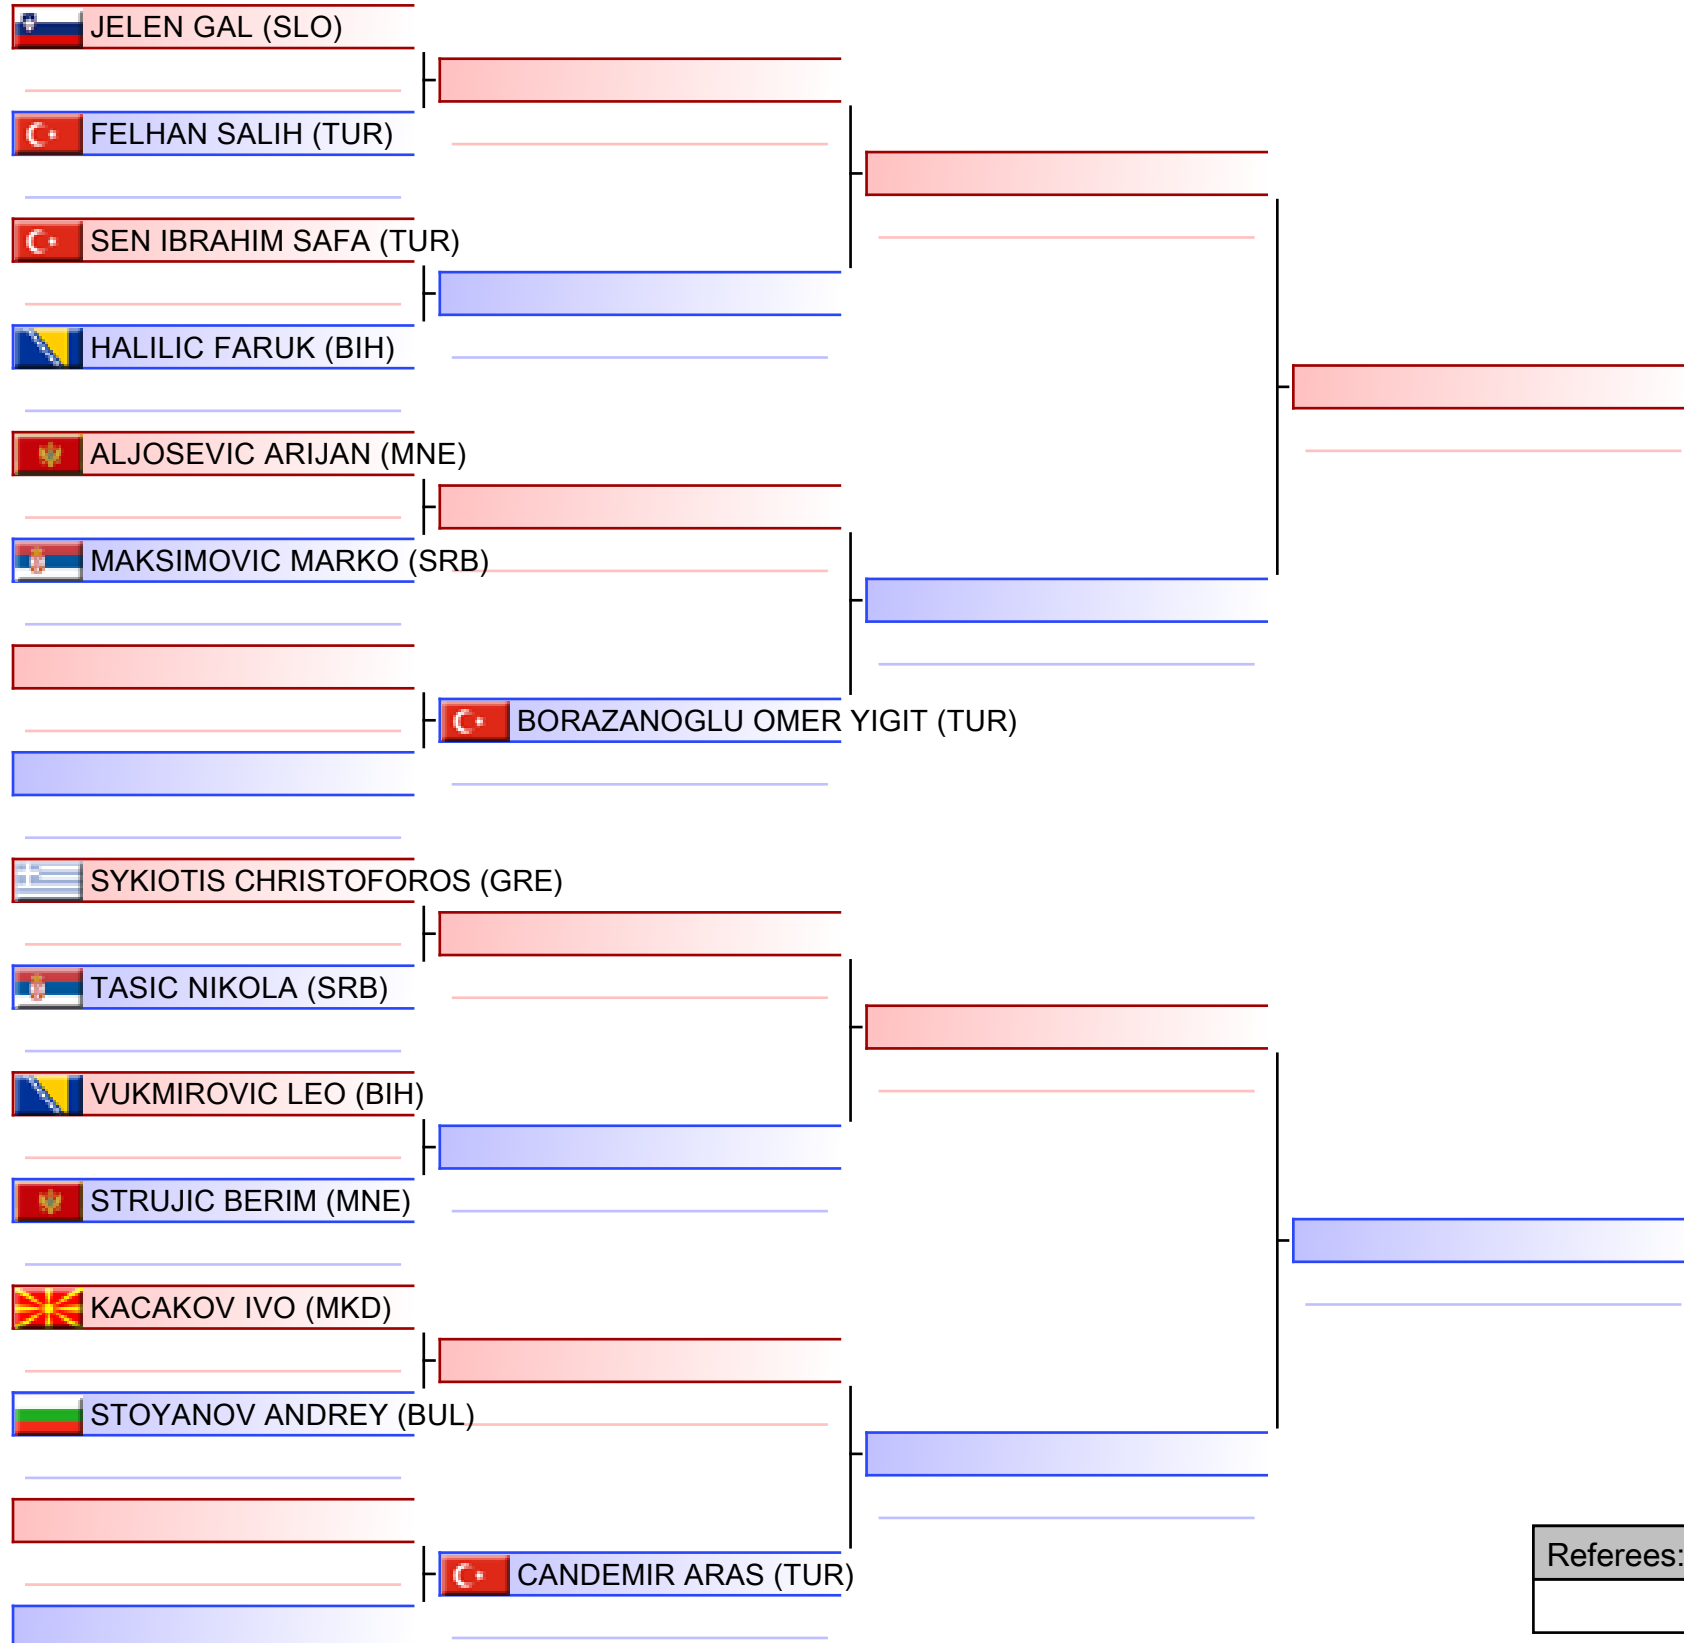 JELEN GAL (SLO)
FELHAN SALIH (TUR)
SEN IBRAHIM SAFA (TUR)
HALILIC FARUK (BIH)
ALJOSEVIC ARIJAN (MNE)
MAKSIMOVIC MARKO (SRB)
BORAZANOGLU OMER YIGIT (TUR)
SYKIOTIS CHRISTOFOROS (GRE)
TASIC NIKOLA (SRB)
VUKMIROVIC LEO (BIH)
STRUJIC BERIM (MNE)
KACAKOV IVO (MKD)
STOYANOV ANDREY (BUL)
CANDEMIR ARAS (TUR)
Referees: